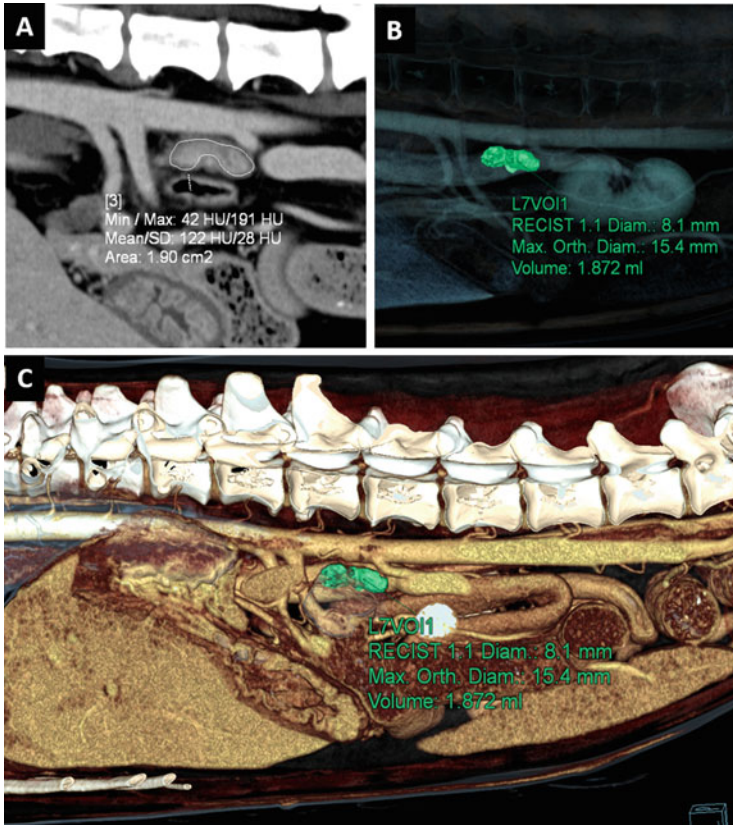 A
[3]
Min / Max: 42 HU/191 HU
Mean/SD: 122 HU/28 HU
Area: 1.90 cm2
B
L7VOI1
RECIST 1.1 Diam.: 8.1 mm
Max. Orth. Diam.: 15.4 mm
Volume: 1.872 ml
C
L7VOI1
RECIST 1.1 Diam.: 8.1 mm
Max. Orth. Diam.: 15.4 mm
Volume: 1.872 ml